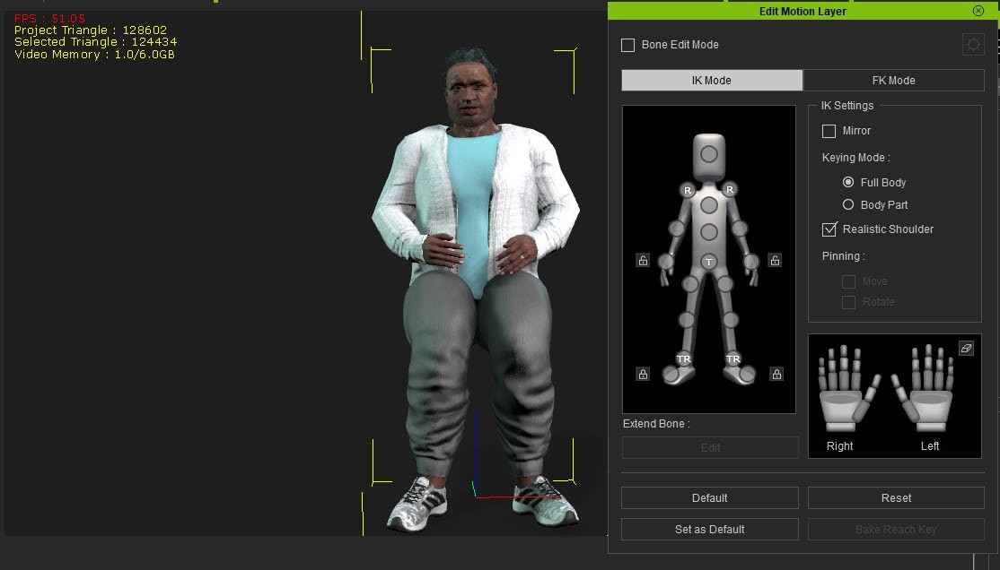 FPS : 51.05
Project Triangle : 128602
Selected Triangle : 124434
Video Memory : 1.0/6.0GB
Edit Motion Layer
Bone Edit Mode
IK Mode
FK Mode
IK Settings
Mirror
Keying Mode :
Full Body
Body Part
Realistic Shoulder
Pinning :
Move
Rotate
R
R
T
TR
TR
Right
Left
Extend Bone :
Edit
Default
Reset
Set as Default
Bake Reach Key